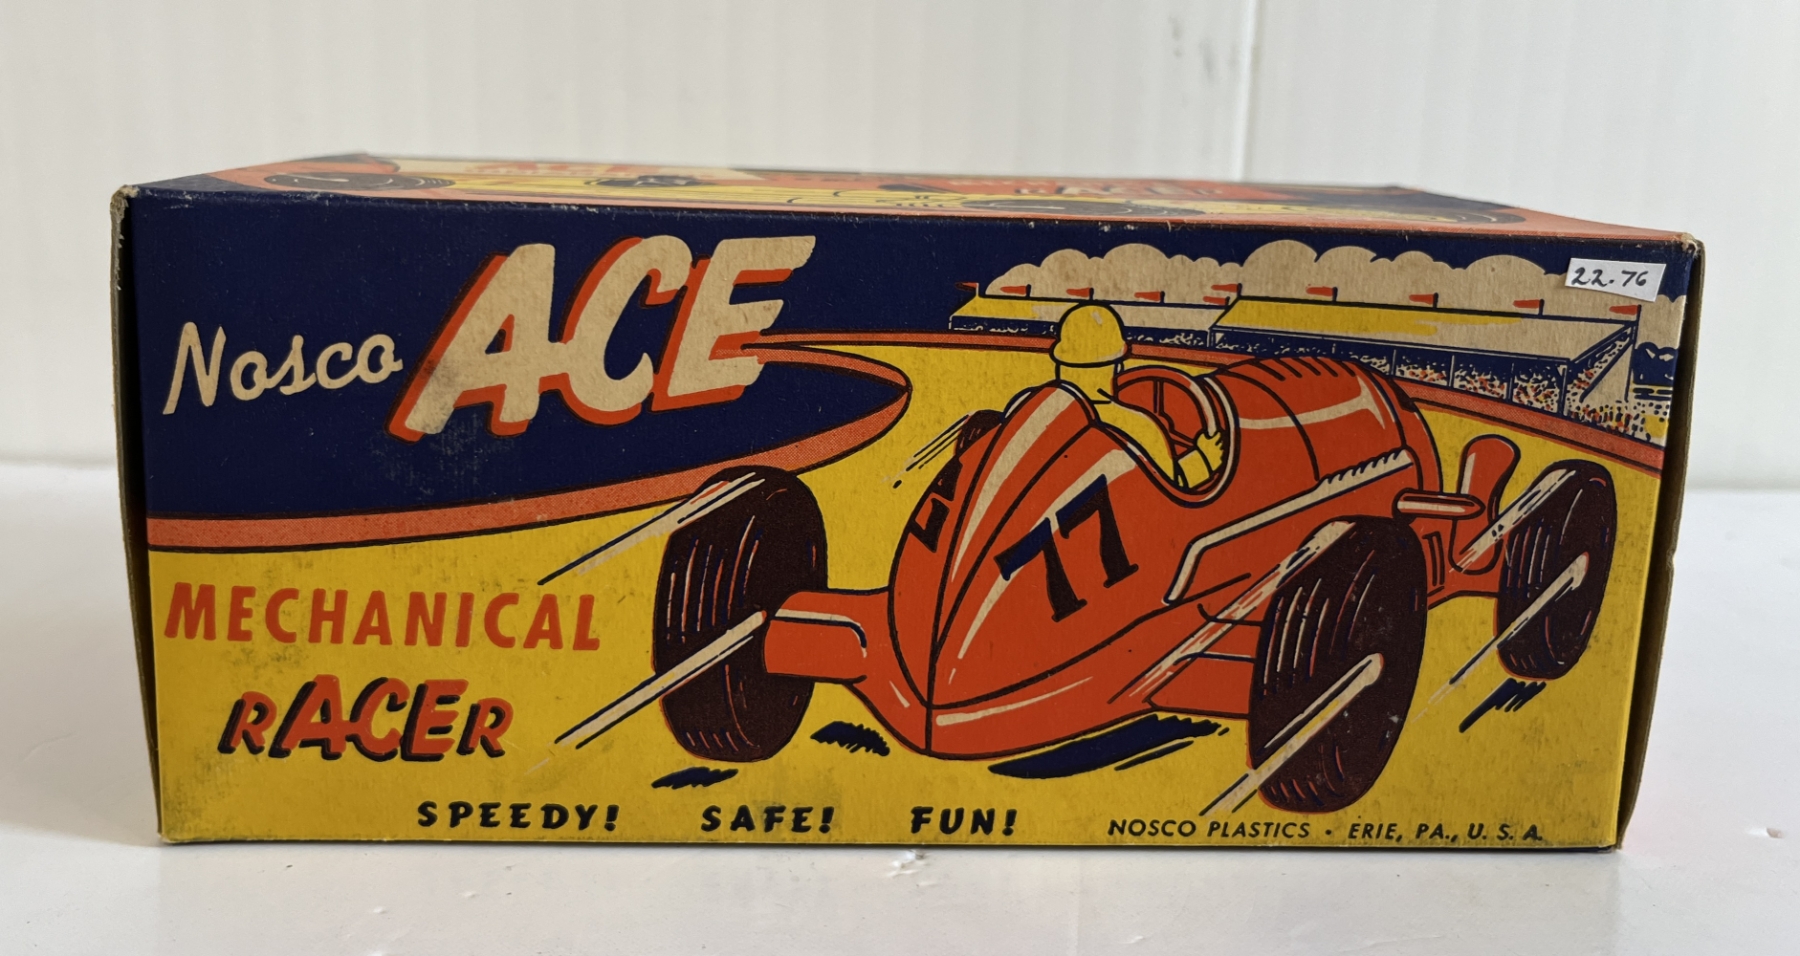 Nosco ACE
22.76
77
MECHANICAL
RACER
SPEEDY! SAFE! FUN!
NOSCO PLASTICS • ERIE, PA., U. S. A.